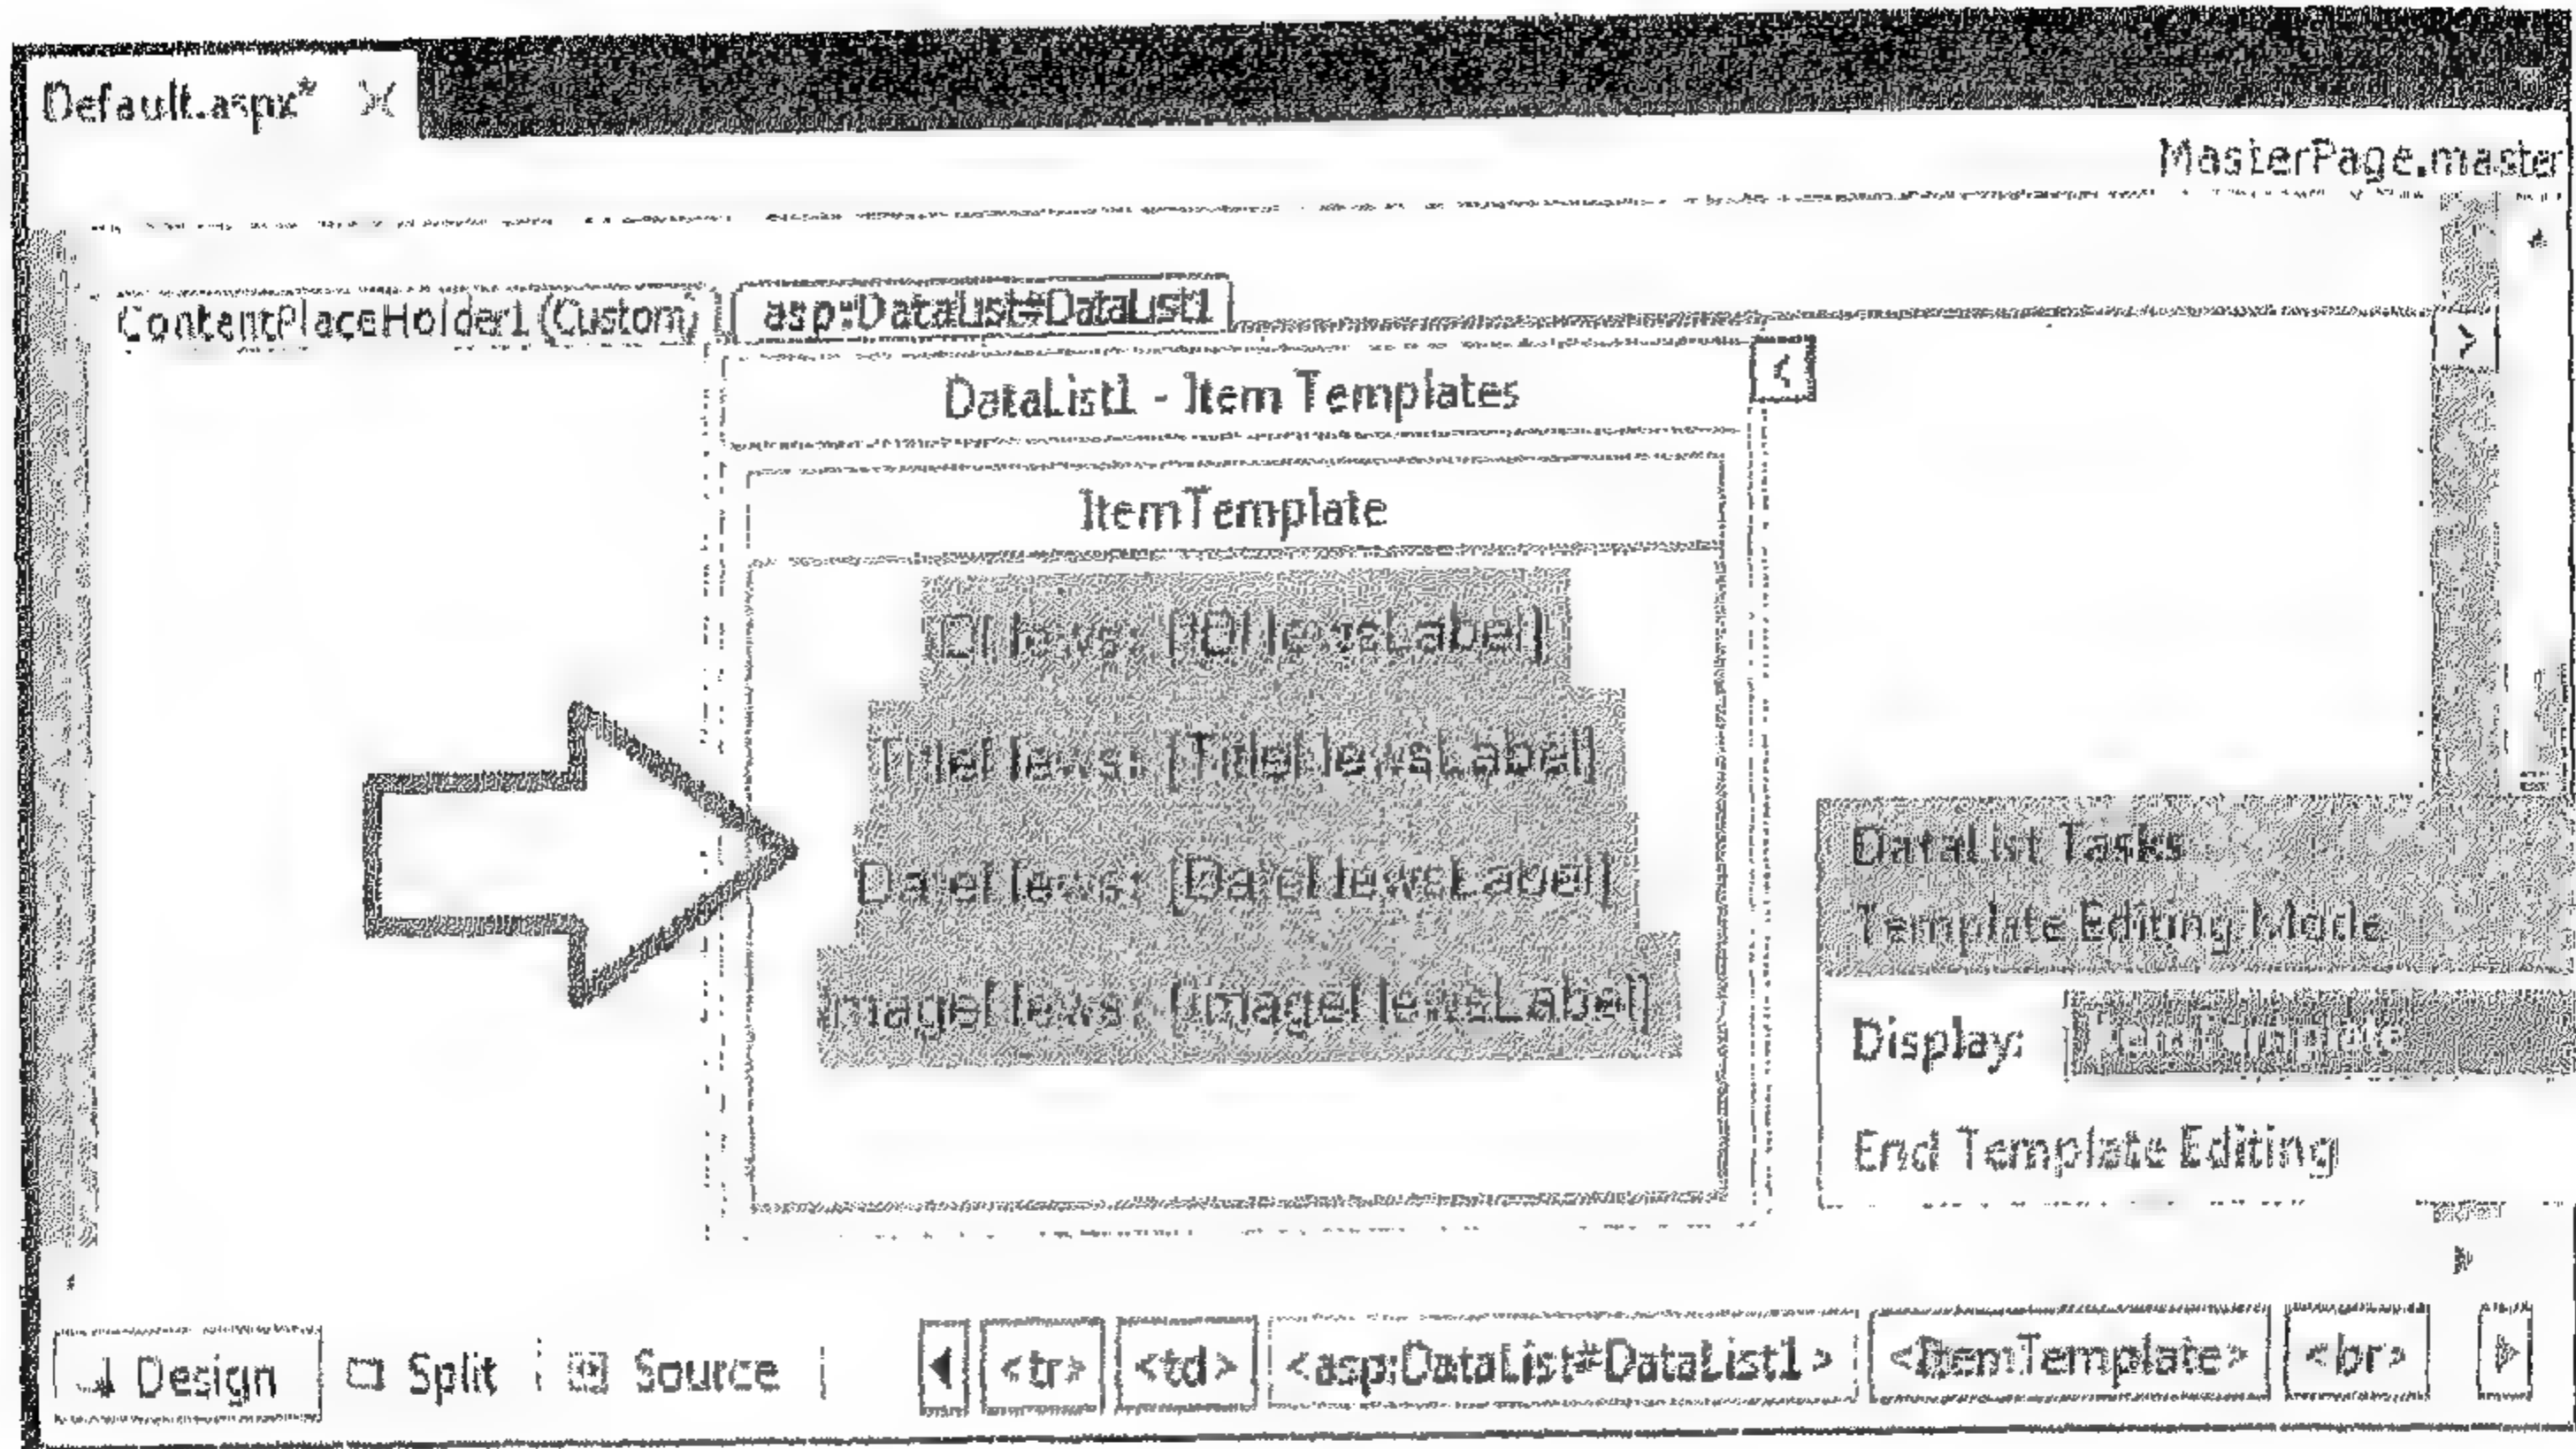 Default.aspx*
MasterPage.master
ContentPlaceHolder1 (Custom)
asp:DataList#DataList1
DataList1 - Item Templates
ItemTemplate
IDNews: [IDNewsLabel]
TitleNews: [TitleNewsLabel]
DateNews: [DateNewsLabel]
ImageNews: [ImageNewsLabel]
DataList Tasks
Template Editing Mode
Display: ItemTemplate
End Template Editing
Design Split Source <tr> <td> <asp:DataList#DataList1> <ItemTemplate> <br>